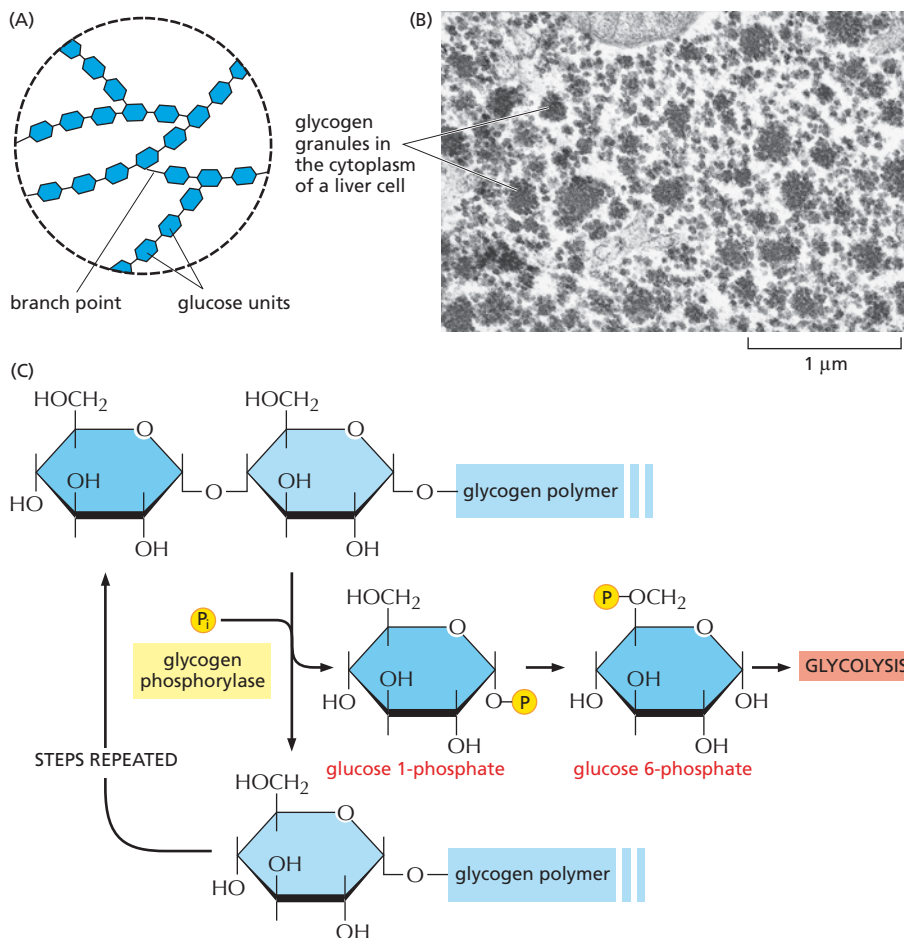 (A)
(B)
glycogen
granules in
the cytoplasm
of a liver cell
branch point
glucose units
1 μm
(C)
HOCH₂
HOCH₂
O
O
OH
OH
HO
O
O
glycogen polymer
OH
OH
Pᵢ
glycogen
phosphorylase
HOCH₂
O
OH
HO
O
P
OH
glucose 1-phosphate
P
OCH₂
O
OH
HO
OH
OH
glucose 6-phosphate
GLYCOLYSIS
STEPS REPEATED
HOCH₂
O
OH
HO
O
glycogen polymer
OH